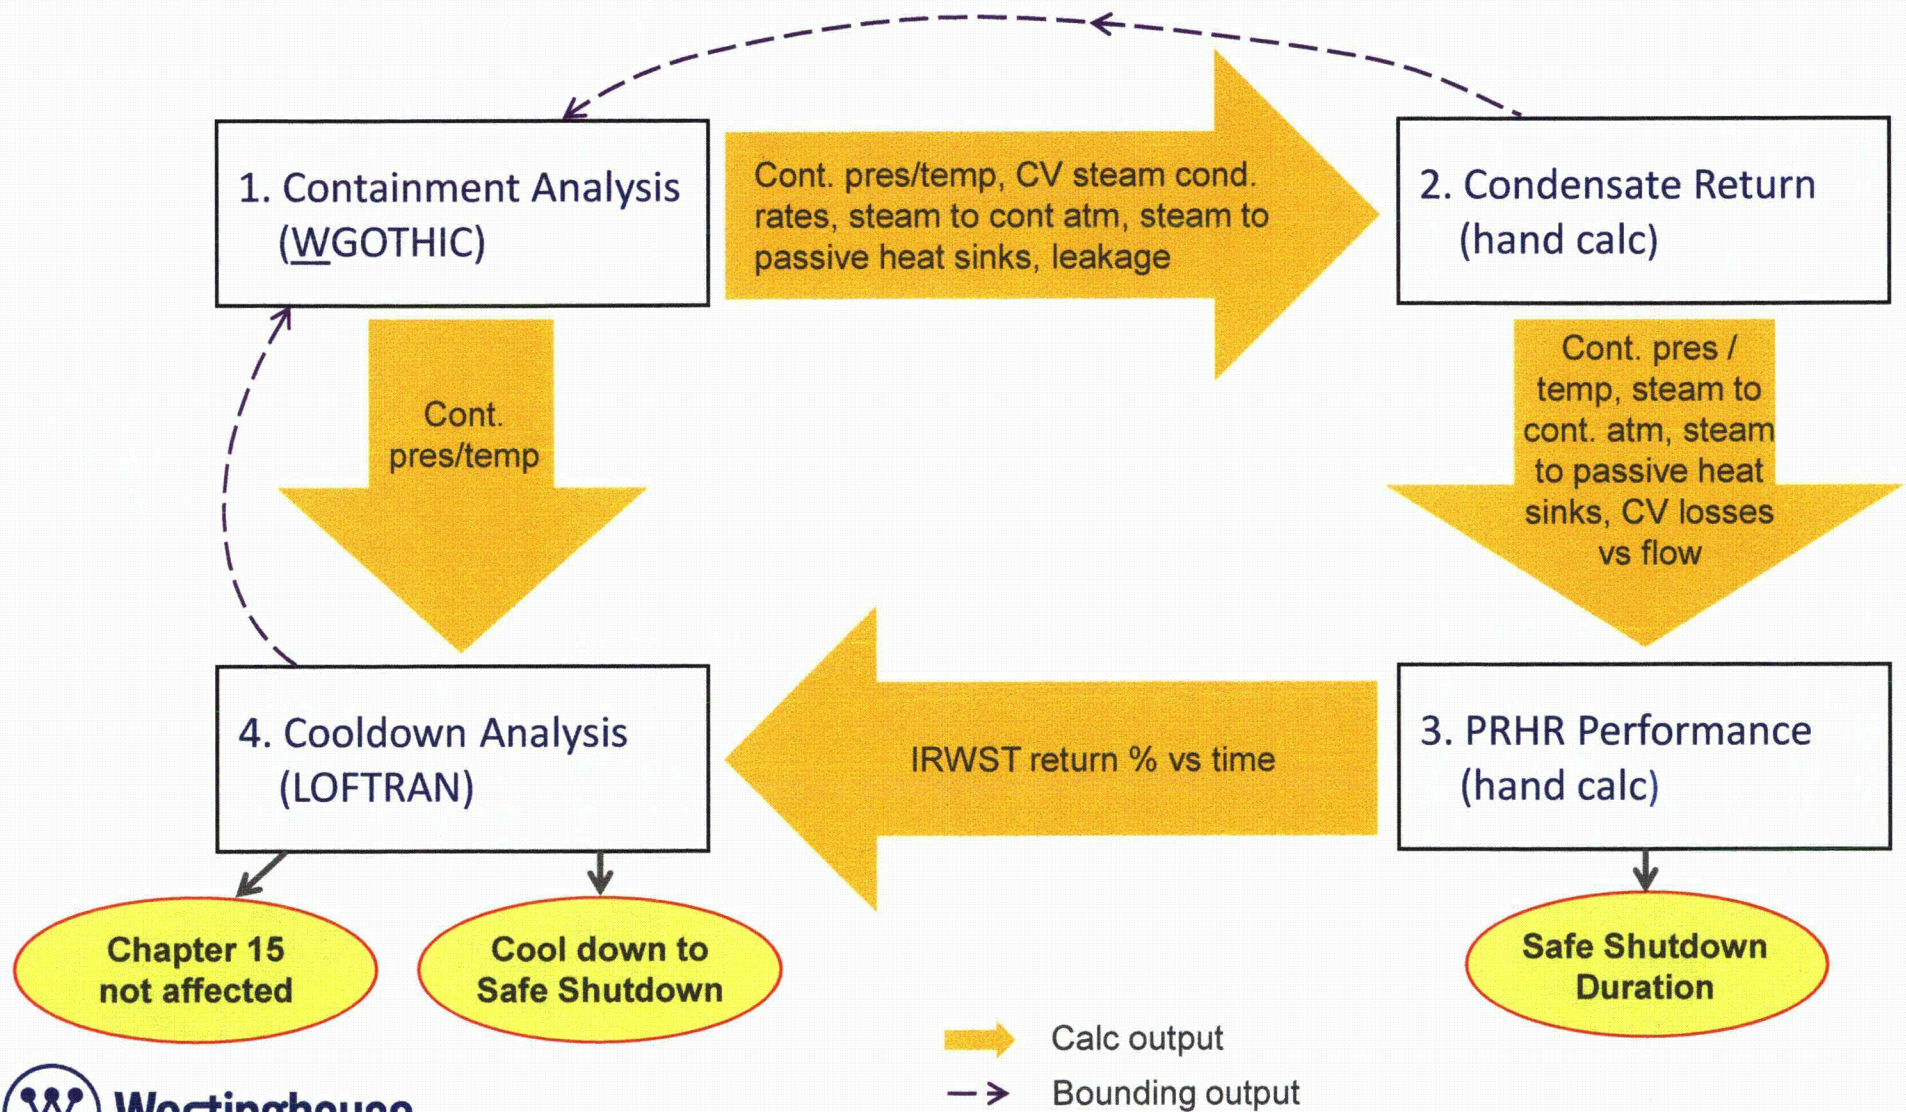 1. Containment Analysis
(WGOTHIC)
Cont. pres/temp, CV steam cond.
rates, steam to cont atm, steam to
passive heat sinks, leakage
2. Condensate Return
(hand calc)
Cont.
pres/temp
Cont. pres /
temp, steam to
cont. atm, steam
to passive heat
sinks, CV losses
vs flow
4. Cooldown Analysis
(LOFTRAN)
IRWST return % vs time
3. PRHR Performance
(hand calc)
Chapter 15
not affected
Cool down to
Safe Shutdown
Safe Shutdown
Duration
Calc output
Bounding output
W Westinghouse